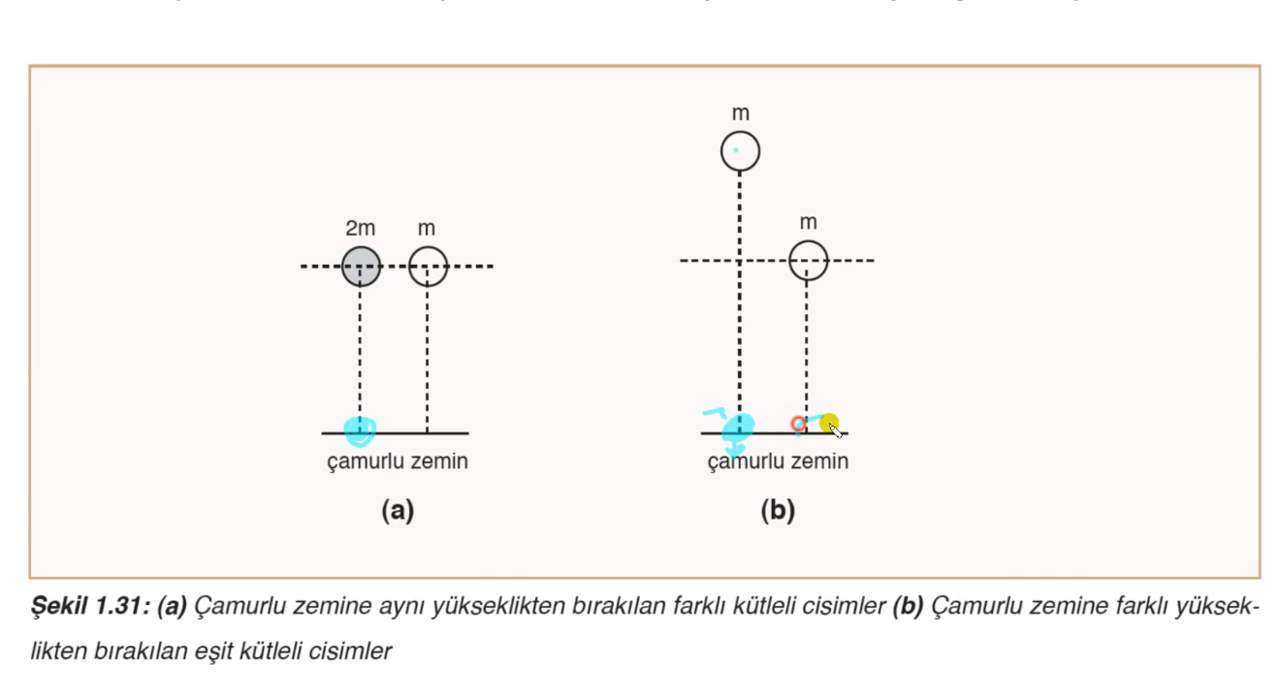 m
m
2m m
çamurlu zemin
çamurlu zemin
(a)
(b)
Şekil 1.31: (a) Çamurlu zemine aynı yükseklikten bırakılan farklı kütleli cisimler (b) Çamurlu zemine farklı yüksek-
likten bırakılan eşit kütleli cisimler